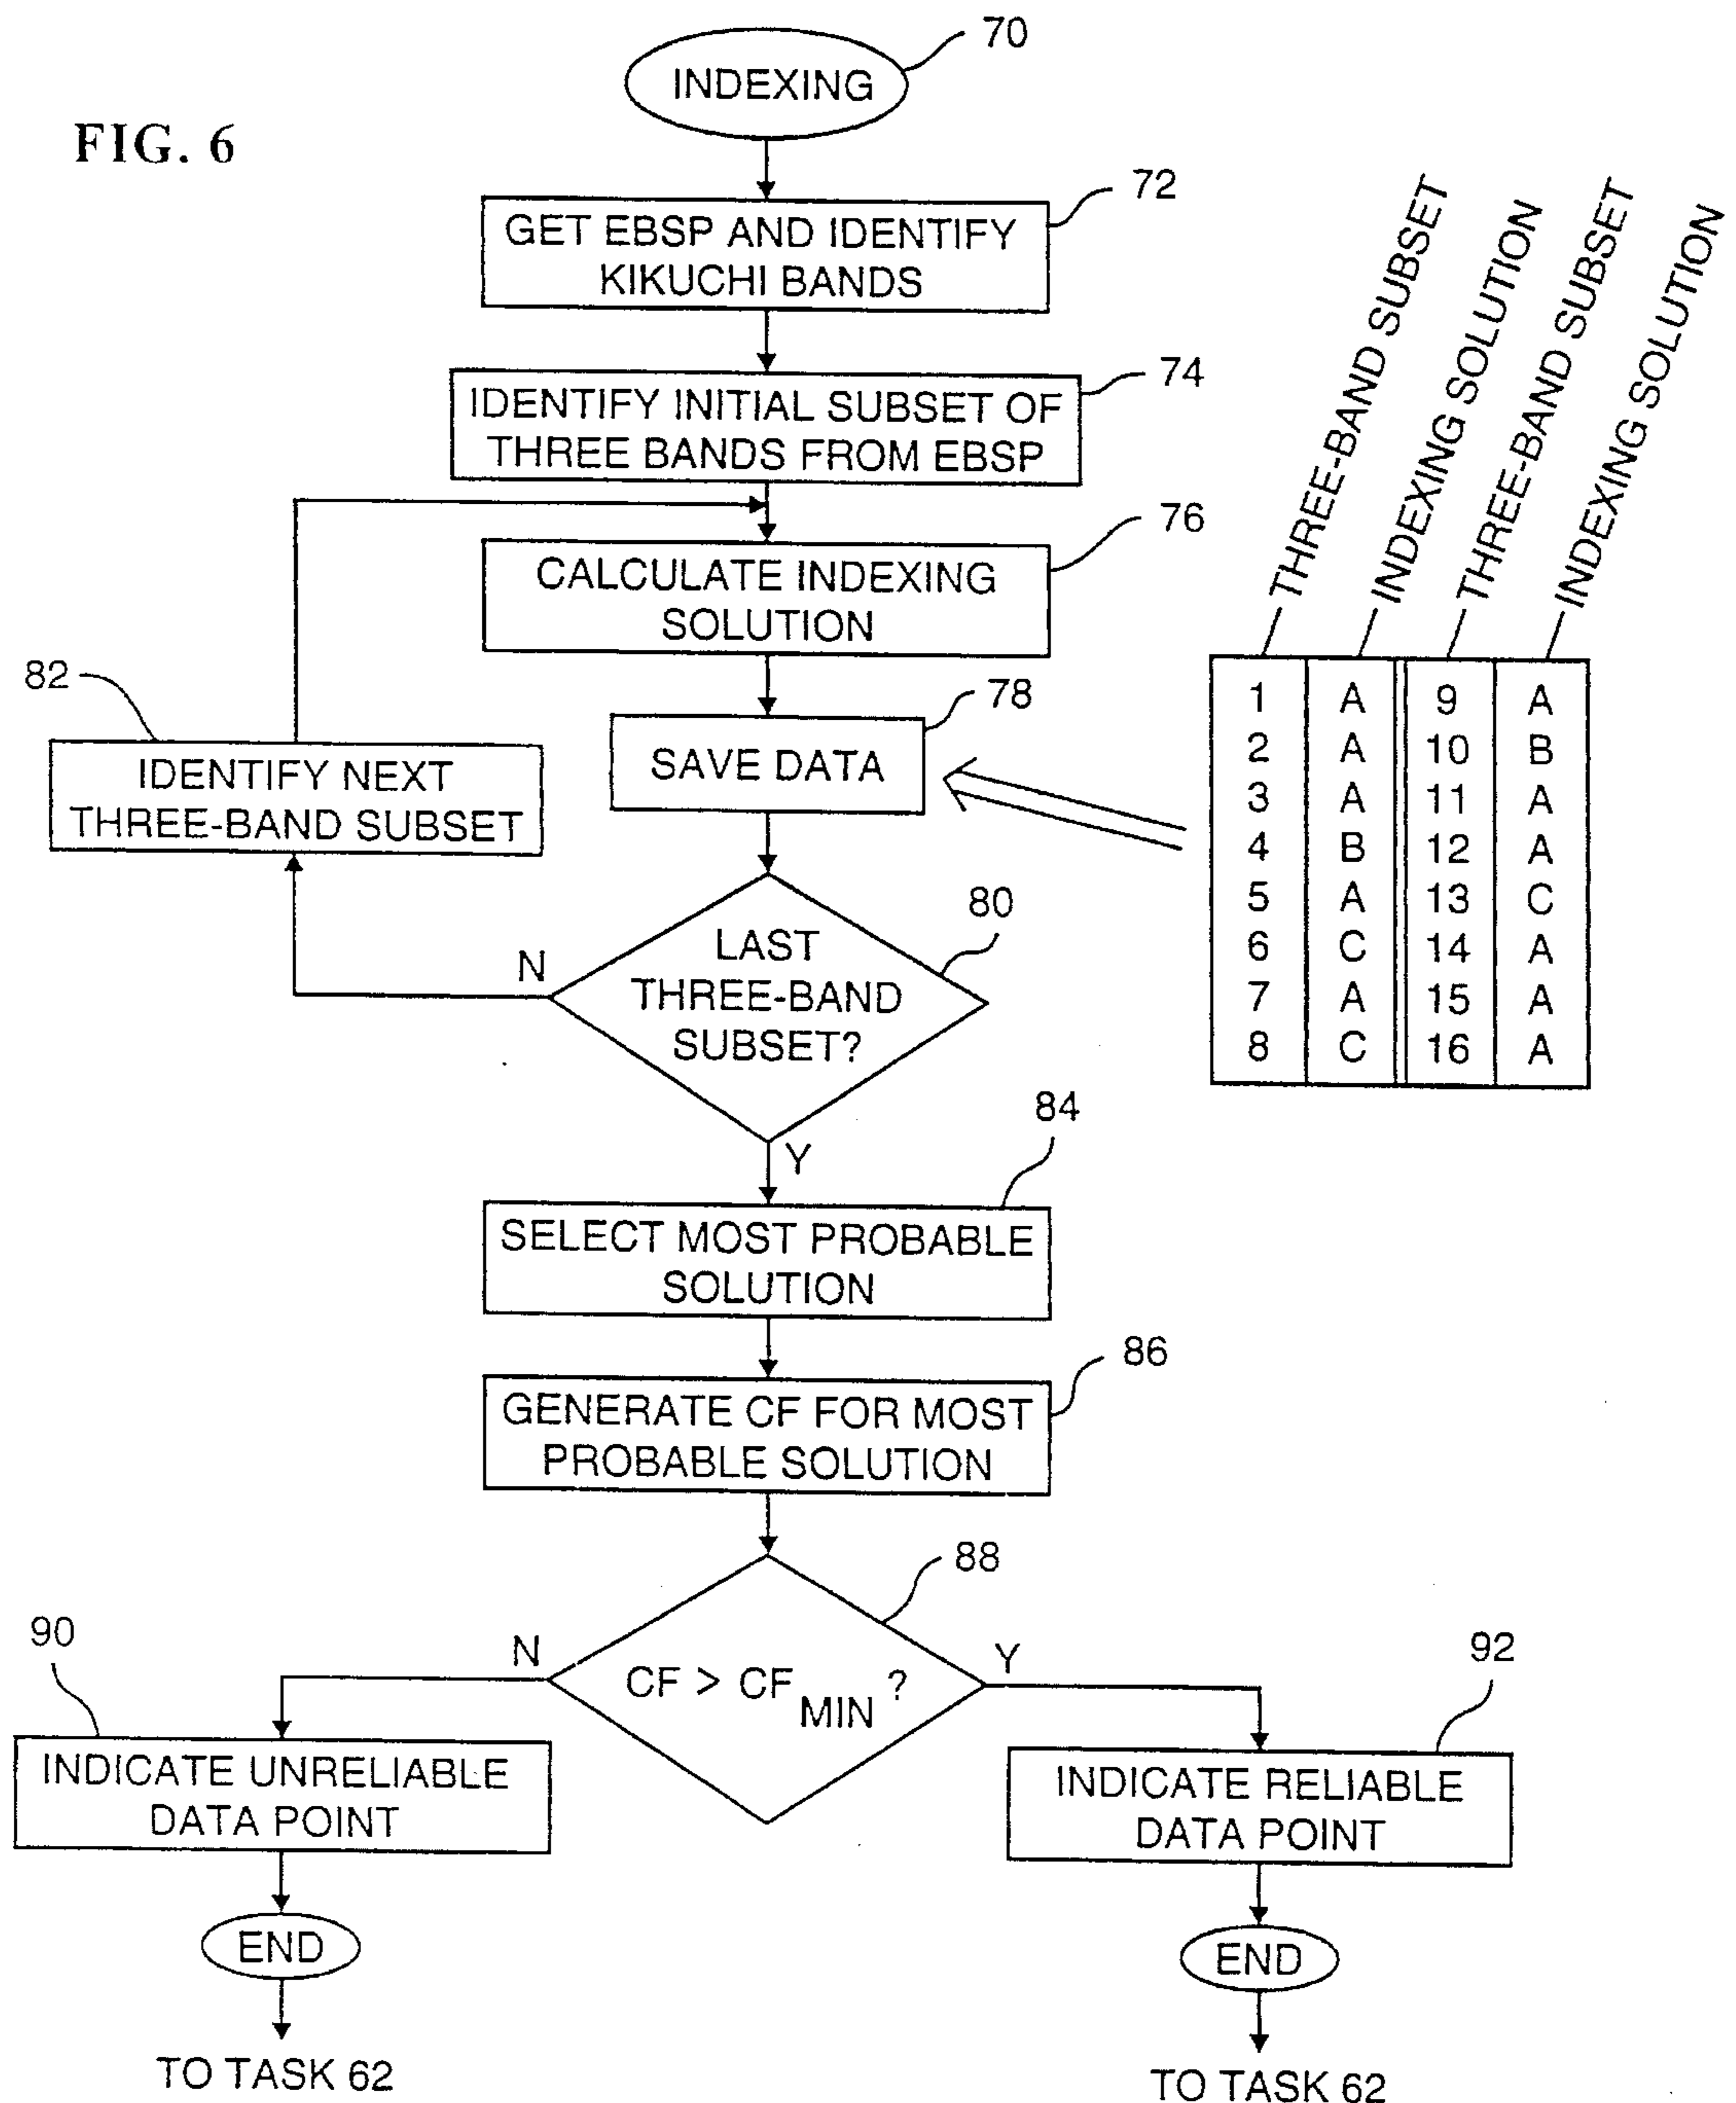 FIG. 6
70
INDEXING
72
GET EBSP AND IDENTIFY
KIKUCHI BANDS
74
IDENTIFY INITIAL SUBSET OF
THREE BANDS FROM EBSP
76
CALCULATE INDEXING
SOLUTION
78
SAVE DATA
82
IDENTIFY NEXT
THREE-BAND SUBSET
80
LAST
THREE-BAND
SUBSET?
N
Y
THREE-BAND SUBSET
INDEXING SOLUTION
THREE-BAND SUBSET
INDEXING SOLUTION
1 A 9 A
2 A 10 B
3 A 11 A
4 B 12 A
5 A 13 C
6 C 14 A
7 A 15 A
8 C 16 A
84
SELECT MOST PROBABLE
SOLUTION
86
GENERATE CF FOR MOST
PROBABLE SOLUTION
88
CF > CF MIN ?
N
Y
90
INDICATE UNRELIABLE
DATA POINT
END
TO TASK 62
92
INDICATE RELIABLE
DATA POINT
END
TO TASK 62